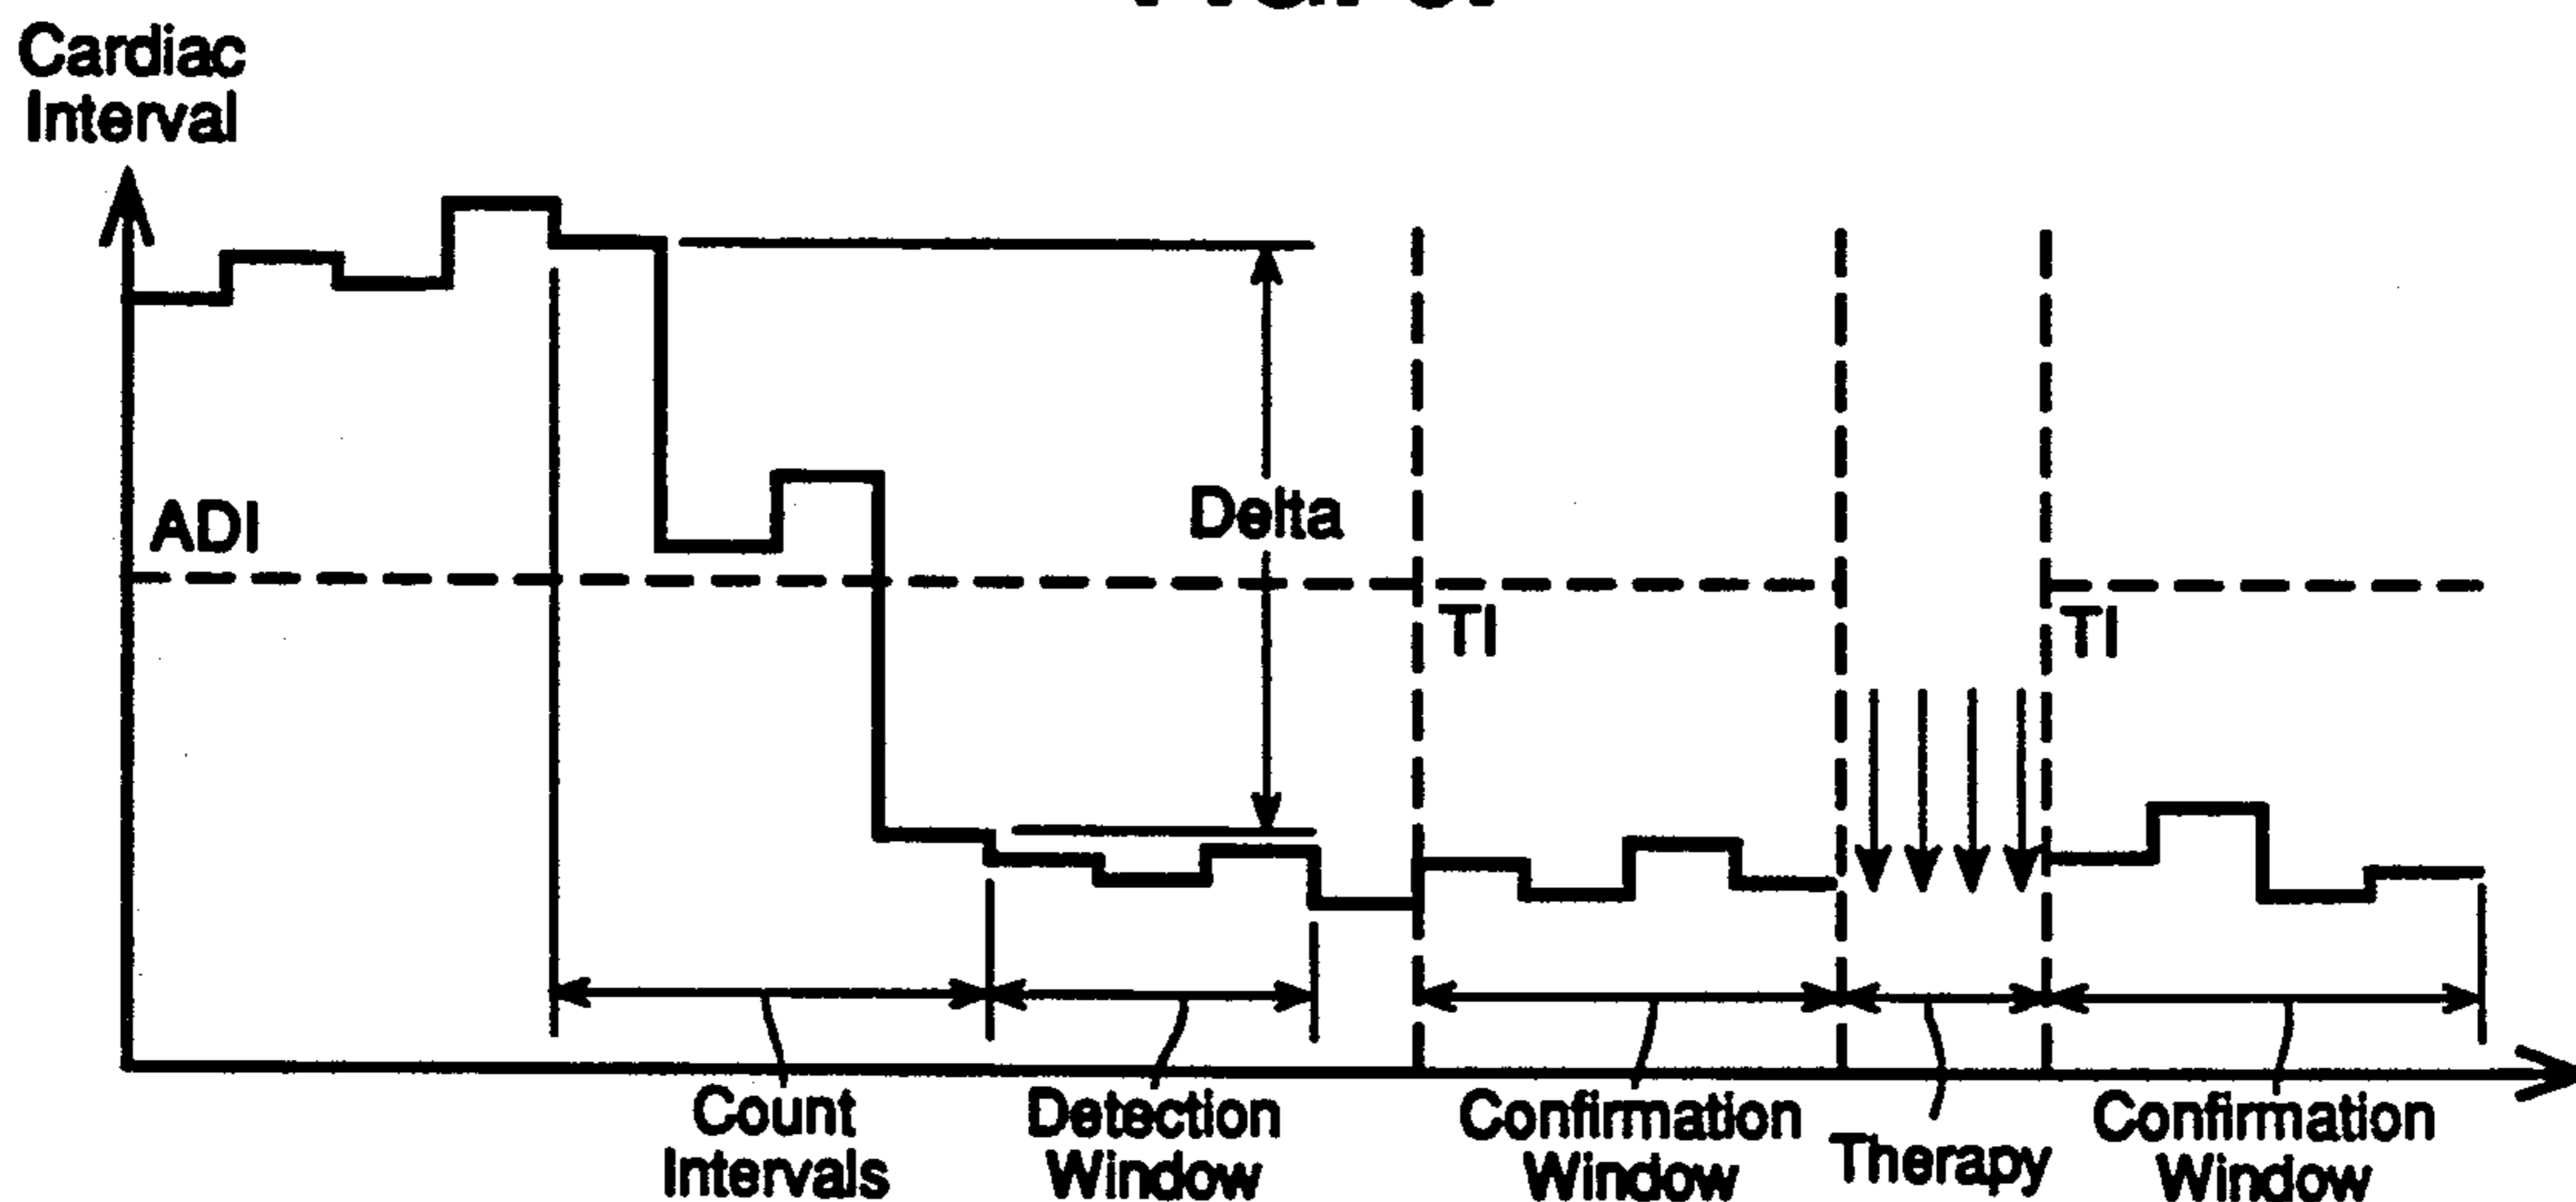 Cardiac
Interval
ADI
Delta
TI
TI
Count
Intervals
Detection
Window
Confirmation
Window
Therapy
Confirmation
Window